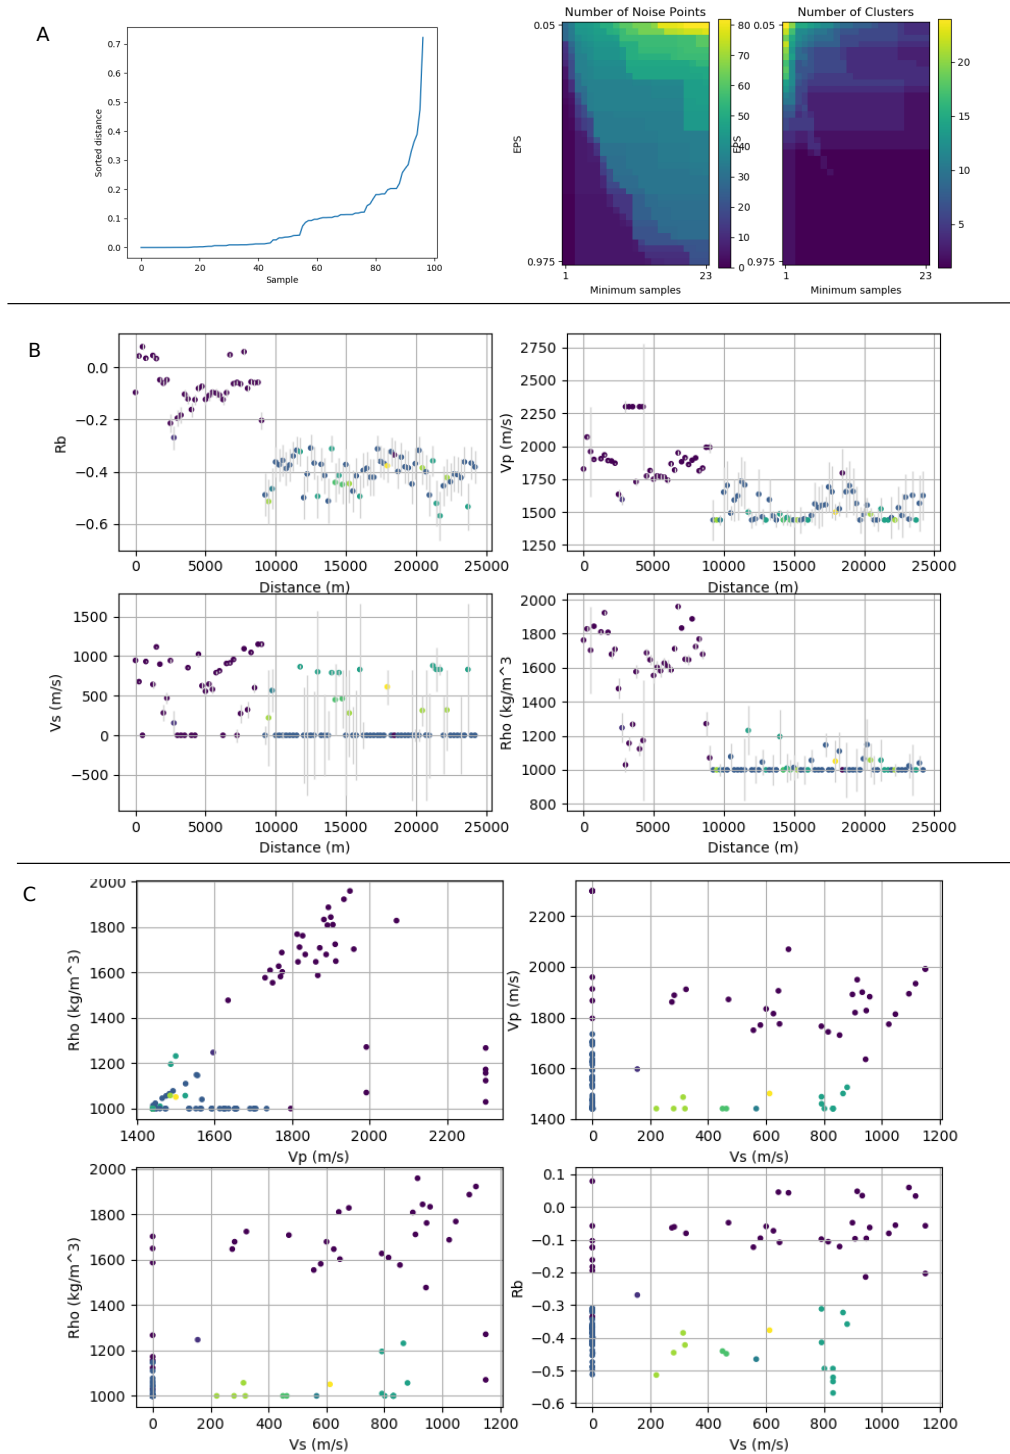 A
0.7
0.6
0.5
0.4
0.3
0.2
0.1
0.0
Sorted distance
0 20 40 60 80 100
Sample
Number of Noise Points
0.05
EPS
0.975
1 23
Minimum samples
80
70
60
50
40
30
20
10
0
Number of Clusters
0.05
EPS
0.975
1 23
Minimum samples
20
15
10
5
B
0.0
−0.2
−0.4
−0.6
Rb
0 5000 10000 15000 20000 25000
Distance (m)
2750
2500
2250
2000
1750
1500
1250
Vp (m/s)
0 5000 10000 15000 20000 25000
Distance (m)
1500
1000
500
0
−500
Vs (m/s)
0 5000 10000 15000 20000 25000
Distance (m)
2000
1800
1600
1400
1200
1000
800
Rho (kg/m^3)
0 5000 10000 15000 20000 25000
Distance (m)
C
2000
1800
1600
1400
1200
1000
Rho (kg/m^3)
1400 1600 1800 2000 2200
Vp (m/s)
2200
2000
1800
1600
1400
Vp (m/s)
0 200 400 600 800 1000 1200
Vs (m/s)
2000
1800
1600
1400
1200
1000
Rho (kg/m^3)
0 200 400 600 800 1000 1200
Vs (m/s)
0.1
0.0
−0.1
−0.2
−0.3
−0.4
−0.5
−0.6
Rb
0 200 400 600 800 1000 1200
Vs (m/s)